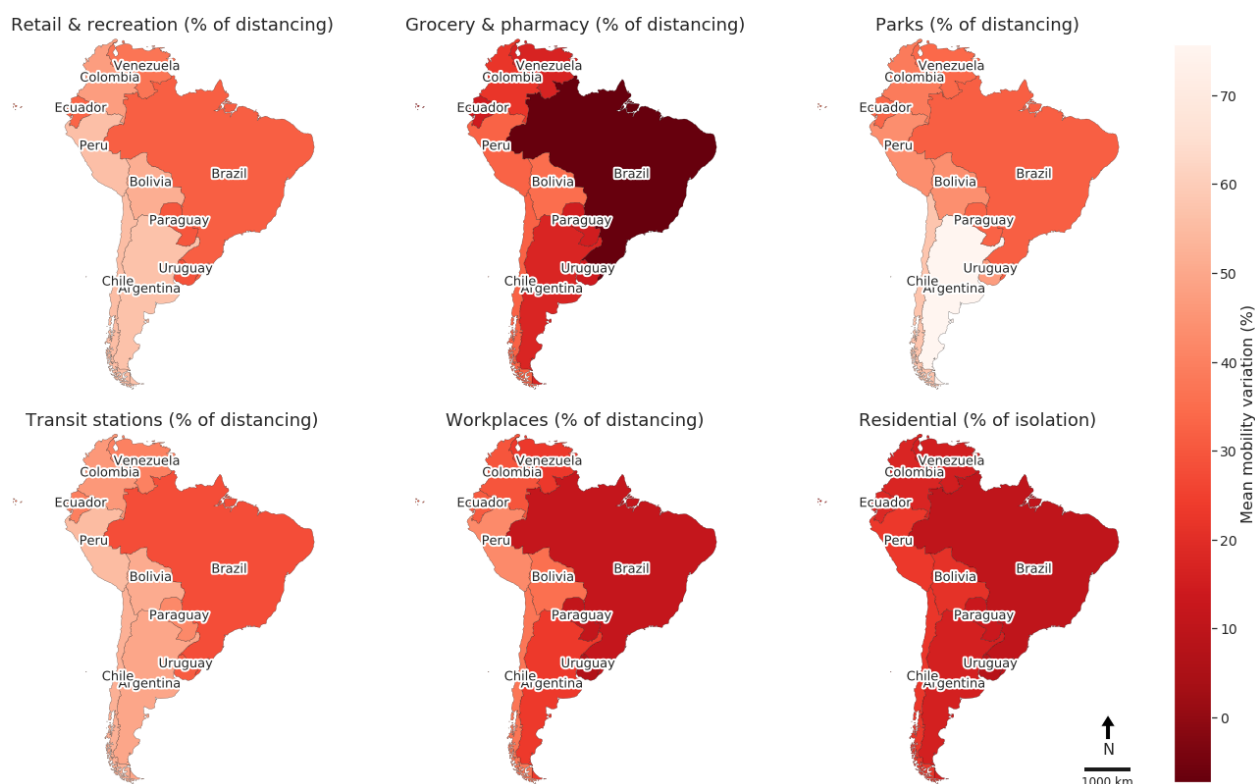 Retail & recreation (% of distancing)
Venezuela
Colombia
Ecuador
Peru
Brazil
Bolivia
Paraguay
Uruguay
Chile
Argentina
Grocery & pharmacy (% of distancing)
Venezuela
Colombia
Ecuador
Peru
Brazil
Bolivia
Paraguay
Uruguay
Chile
Argentina
Parks (% of distancing)
Venezuela
Colombia
Ecuador
Peru
Brazil
Bolivia
Paraguay
Uruguay
Chile
Argentina
Transit stations (% of distancing)
Venezuela
Colombia
Ecuador
Peru
Brazil
Bolivia
Paraguay
Uruguay
Chile
Argentina
Workplaces (% of distancing)
Venezuela
Colombia
Ecuador
Peru
Brazil
Bolivia
Paraguay
Uruguay
Chile
Argentina
Residential (% of isolation)
Venezuela
Colombia
Ecuador
Peru
Brazil
Bolivia
Paraguay
Uruguay
Chile
Argentina
N
1000 km
70
60
50
40
30
20
10
0
Mean mobility variation (%)